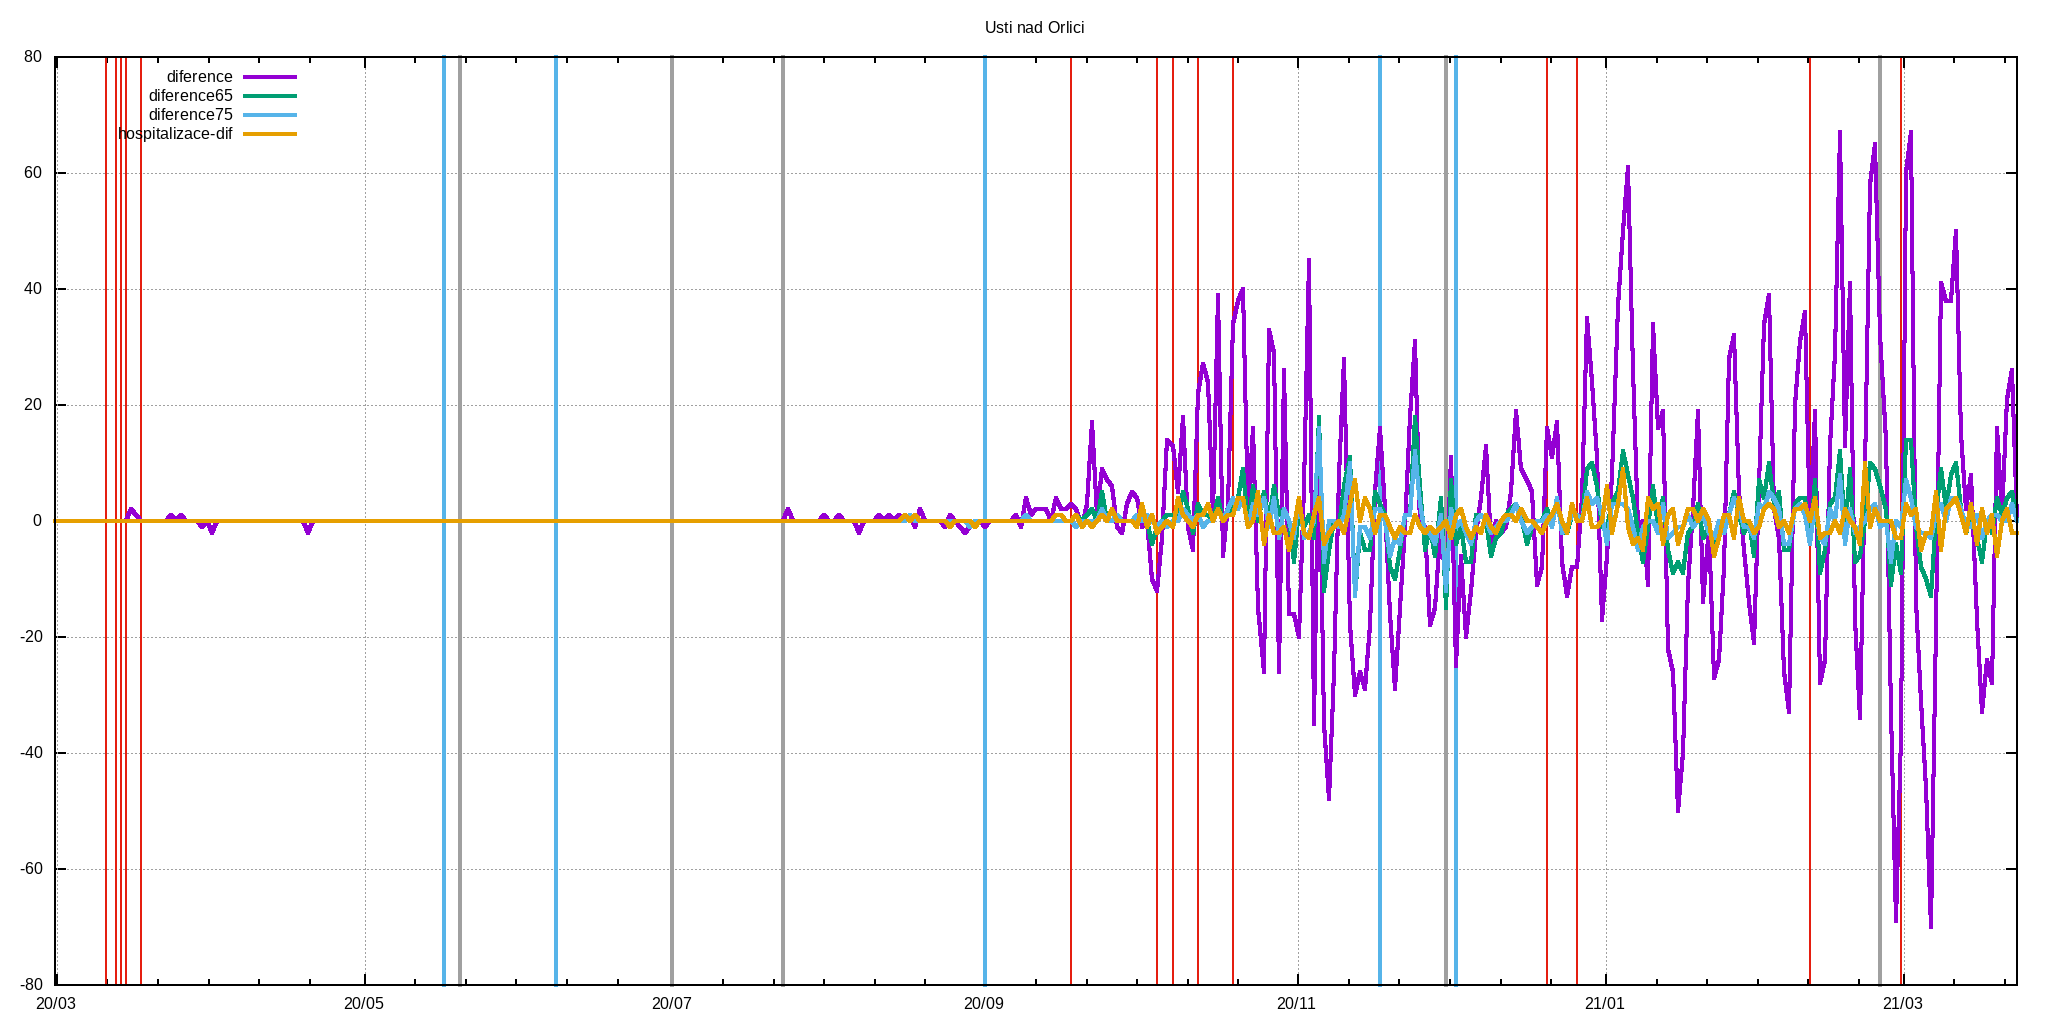 Usti nad Orlici
80
60
40
20
0
-20
-40
-60
-80
diference
diference65
diference75
hospitalizace-dif
20/03 20/05 20/07 20/09 20/11 21/01 21/03